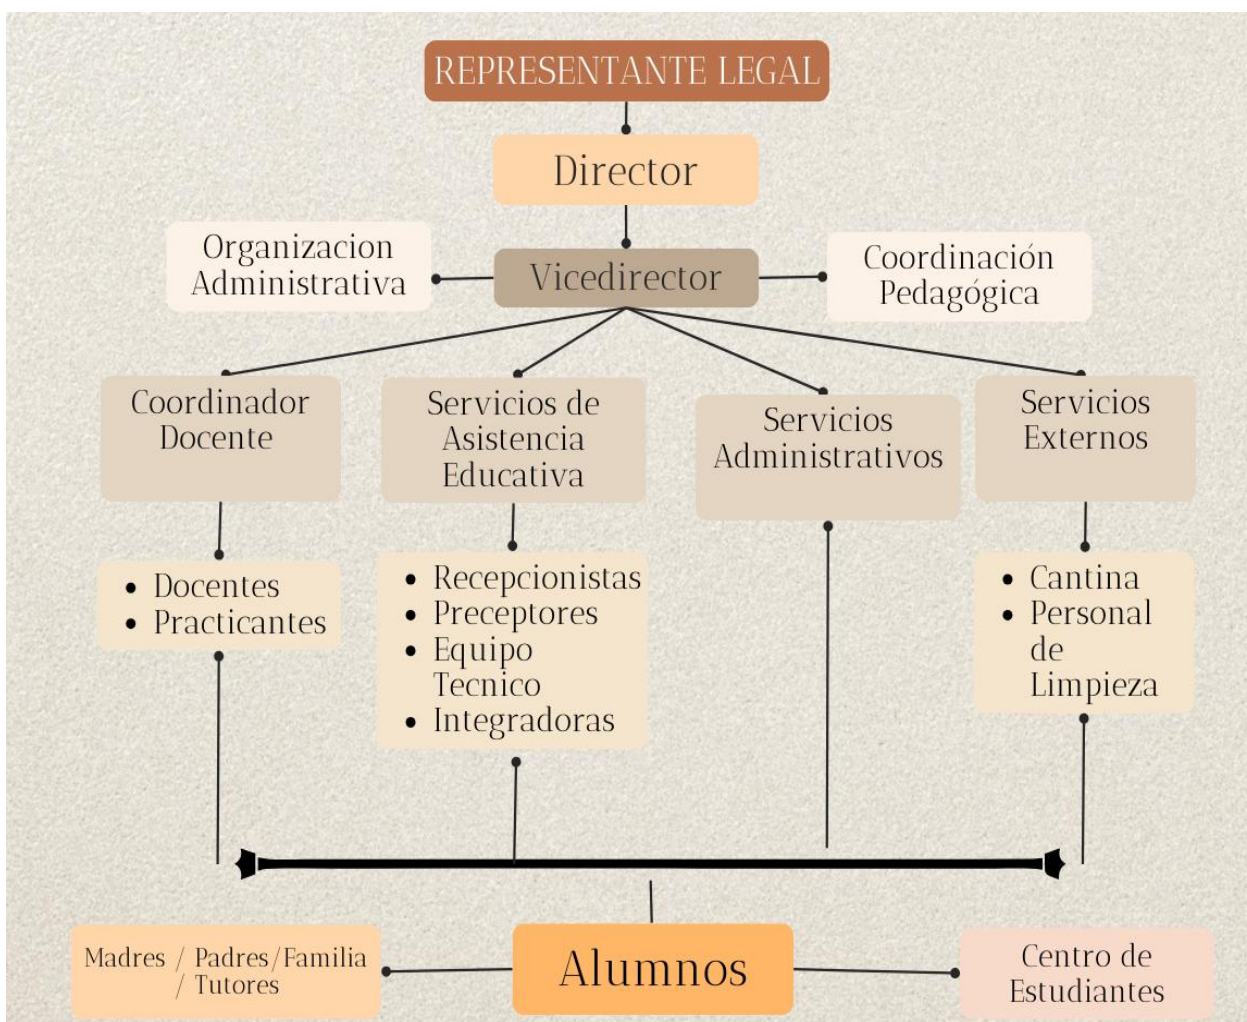 REPRESENTANTE LEGAL
Director
Organizacion
Administrativa
Vicedirector
Coordinación
Pedagógica
Coordinador
Docente
Servicios de
Asistencia
Educativa
Servicios
Administrativos
Servicios
Externos
• Docentes
• Practicantes
• Recepcionistas
• Preceptores
• Equipo
Tecnico
• Integradoras
• Cantina
• Personal
de
Limpieza
Madres / Padres/Familia
/ Tutores
Alumnos
Centro de
Estudiantes